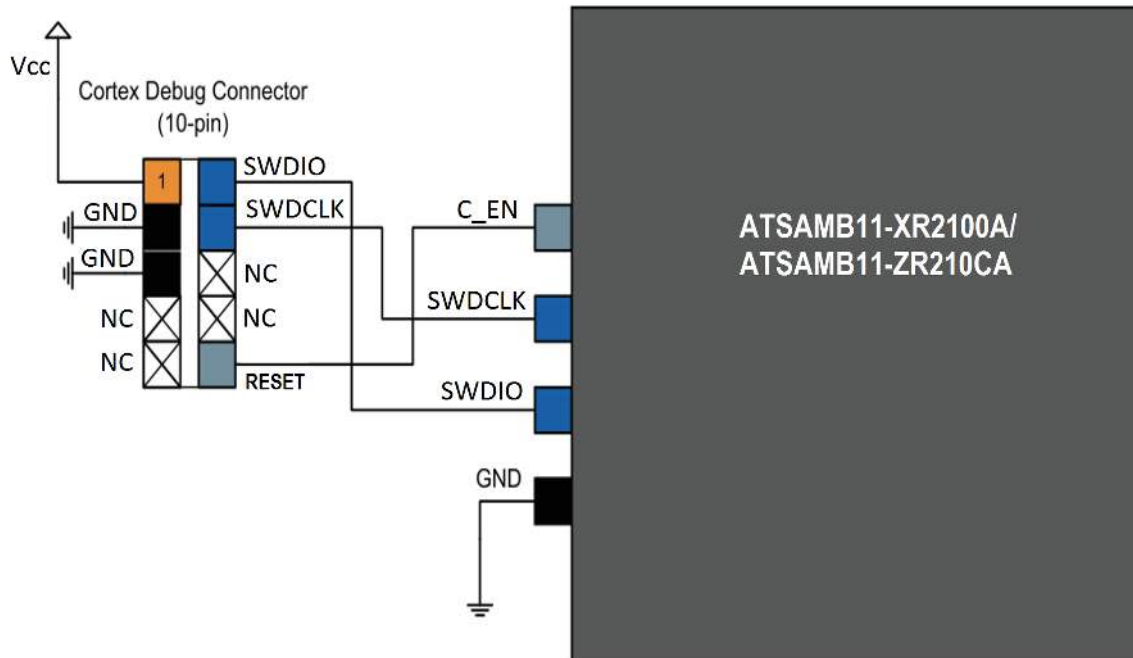 Vcc
Cortex Debug Connector
(10-pin)
1
SWDIO
GND
SWDCLK
GND
NC
NC
NC
NC
RESET
C_EN
SWDCLK
SWDIO
GND
ATSAMB11-XR2100A/
ATSAMB11-ZR210CA